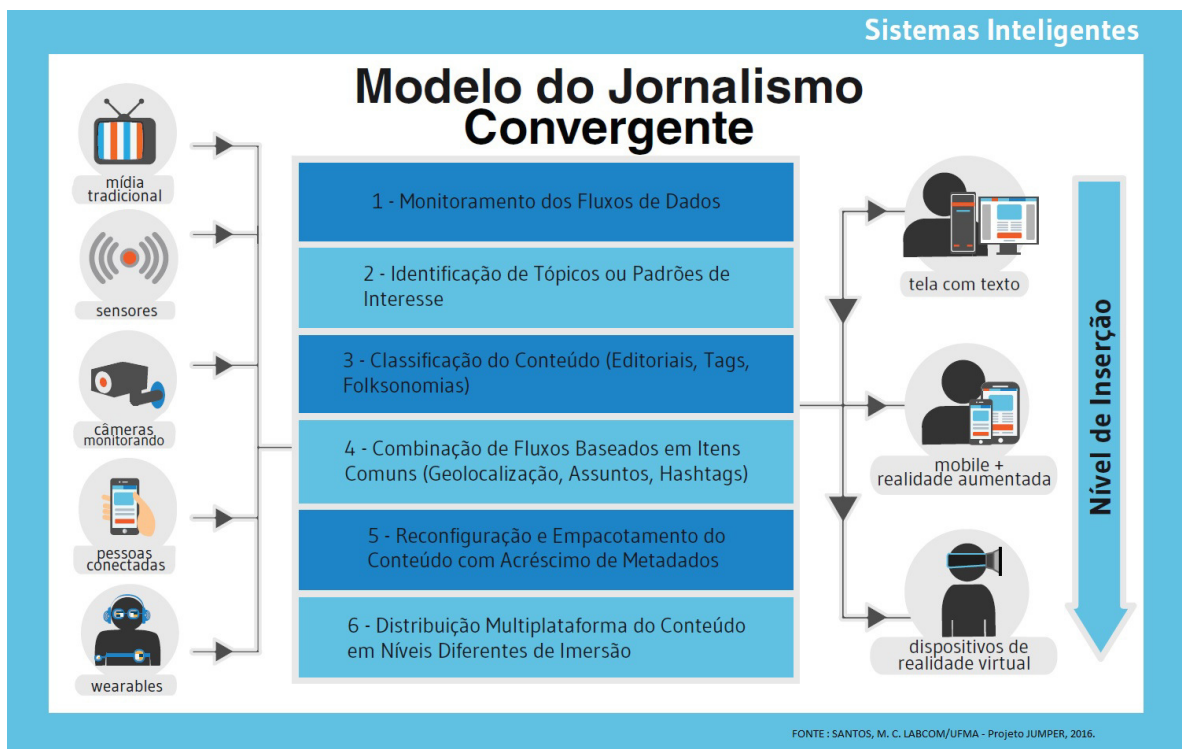 Sistemas Inteligentes
Modelo do Jornalismo
Convergente
mídia
tradicional
sensores
câmeras
monitorando
pessoas
conectadas
wearables
1 - Monitoramento dos Fluxos de Dados
2 - Identificação de Tópicos ou Padrões de
Interesse
3 - Classificação do Conteúdo (Editoriais, Tags,
Folksonomias)
4 - Combinação de Fluxos Baseados em Itens
Comuns (Geolocalização, Assuntos, Hashtags)
5 - Reconfiguração e Empacotamento do
Conteúdo com Acréscimo de Metadados
6 - Distribuição Multiplataforma do Conteúdo
em Níveis Diferentes de Imersão
tela com texto
mobile +
realidade aumentada
dispositivos de
realidade virtual
Nível de Inserção
FONTE : SANTOS, M. C. LABCOM/UFMA - Projeto JUMPER, 2016.